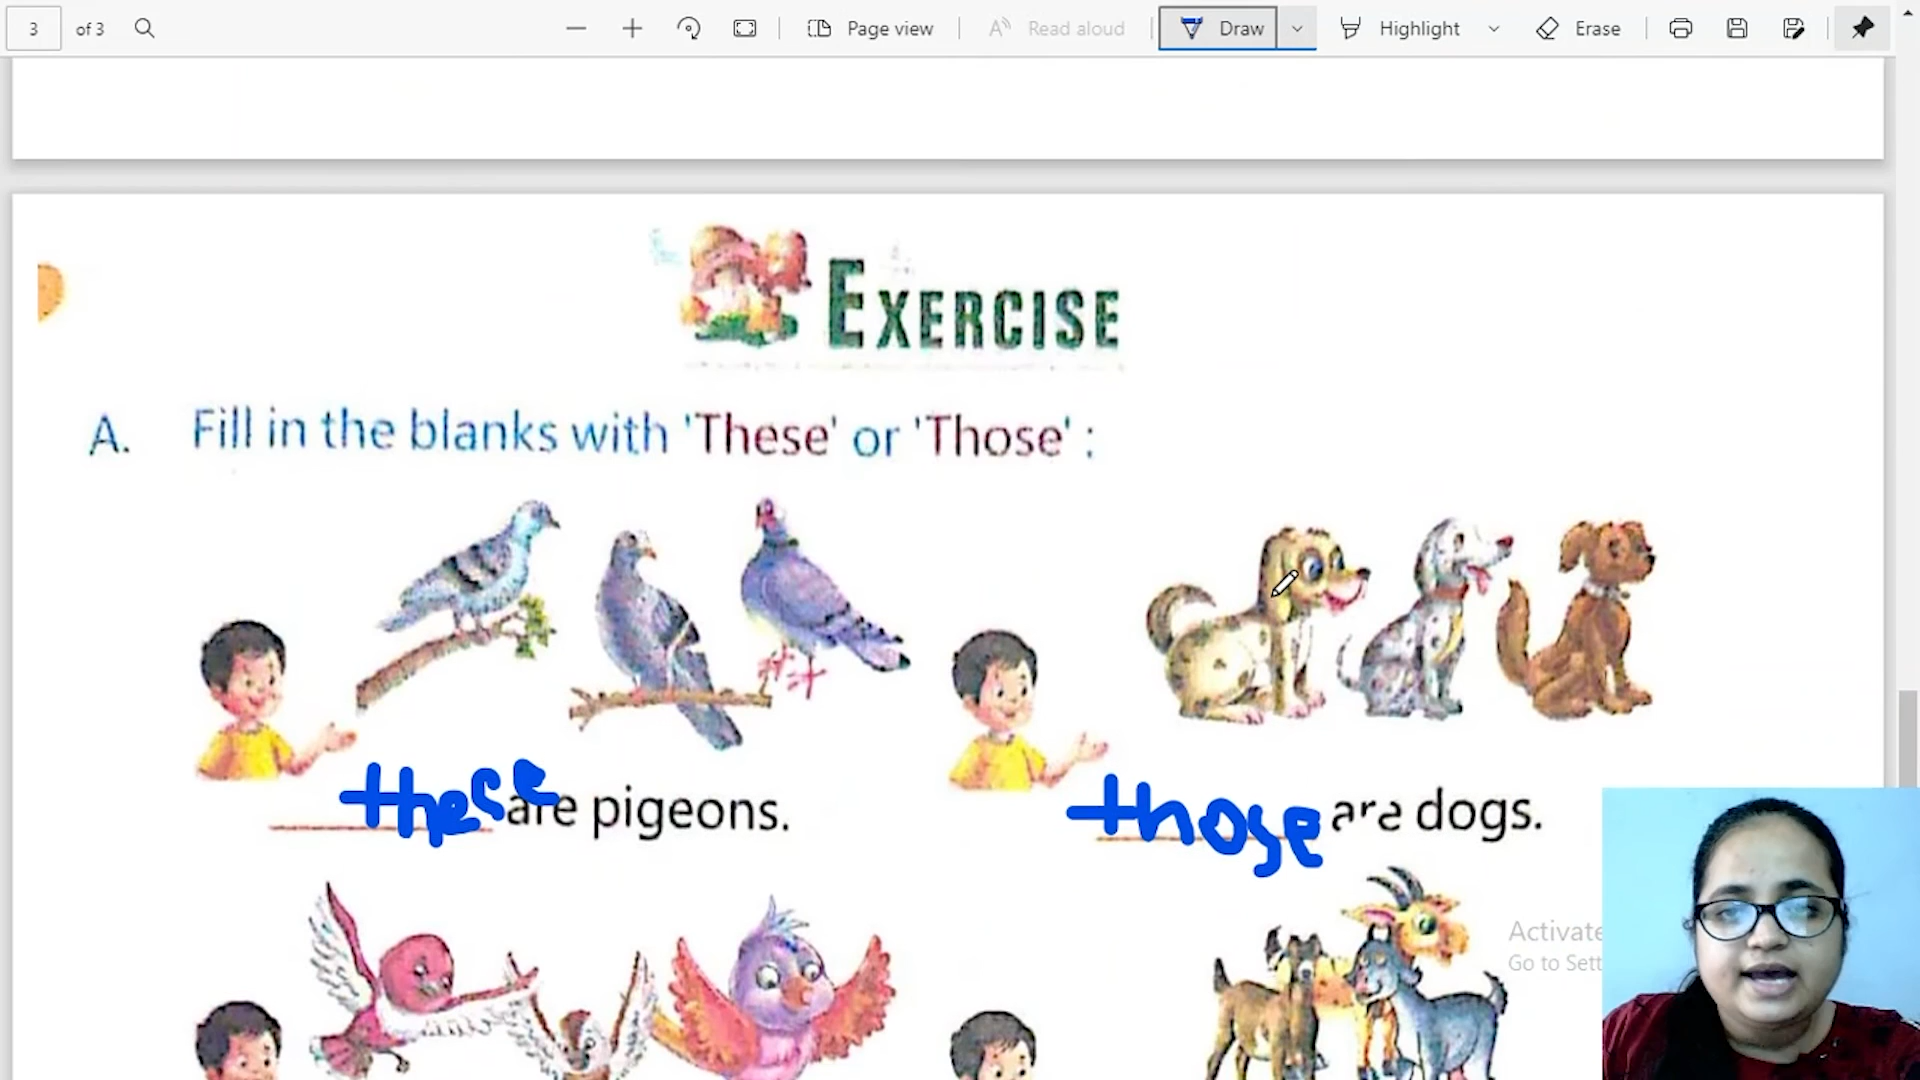 3 of 3 Page view Read aloud Draw Highlight Erase
EXERCISE
A. Fill in the blanks with 'These' or 'Those' :
these are pigeons. those are dogs.
Activate
Go to Sett